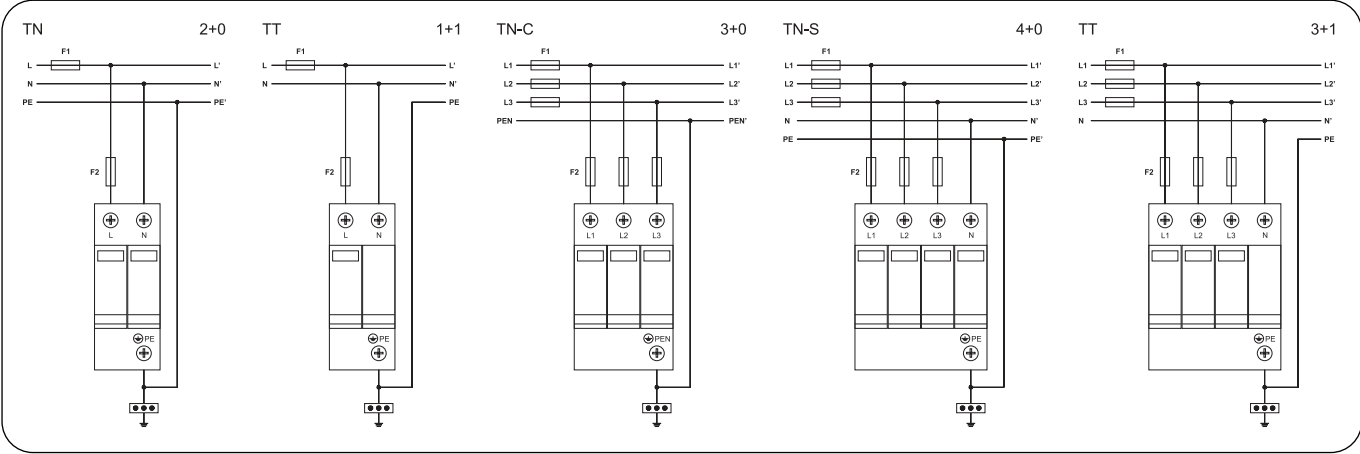 TN 2+0
F1
L L'
N N'
PE PE'
F2
L N
PE
TT 1+1
F1
L L'
N N'
PE
F2
L N
PE
TN-C 3+0
F1
L1 L1'
L2 L2'
L3 L3'
PEN PEN'
F2
L1 L2 L3
PEN
TN-S 4+0
F1
L1 L1'
L2 L2'
L3 L3'
N N'
PE PE'
F2
L1 L2 L3 N
PE
TT 3+1
F1
L1 L1'
L2 L2'
L3 L3'
N N'
PE
F2
L1 L2 L3 N
PE